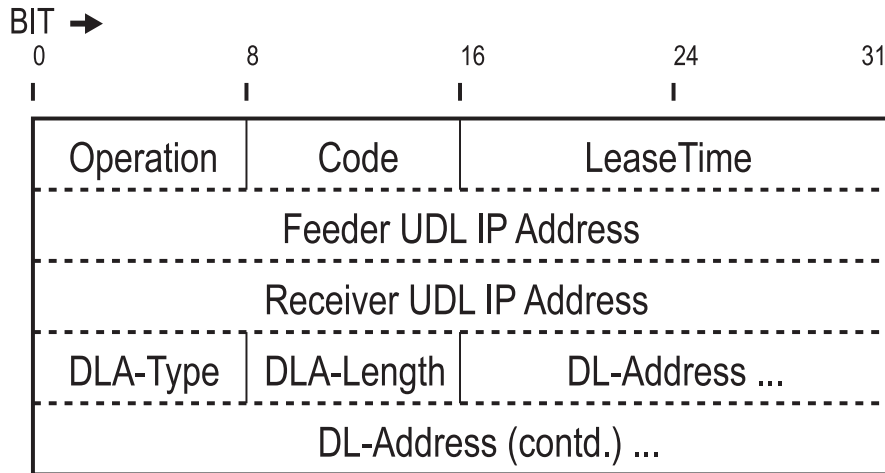 BIT →
0 8 16 24 31
Operation Code LeaseTime
Feeder UDL IP Address
Receiver UDL IP Address
DLA-Type DLA-Length DL-Address ...
DL-Address (contd.) ...